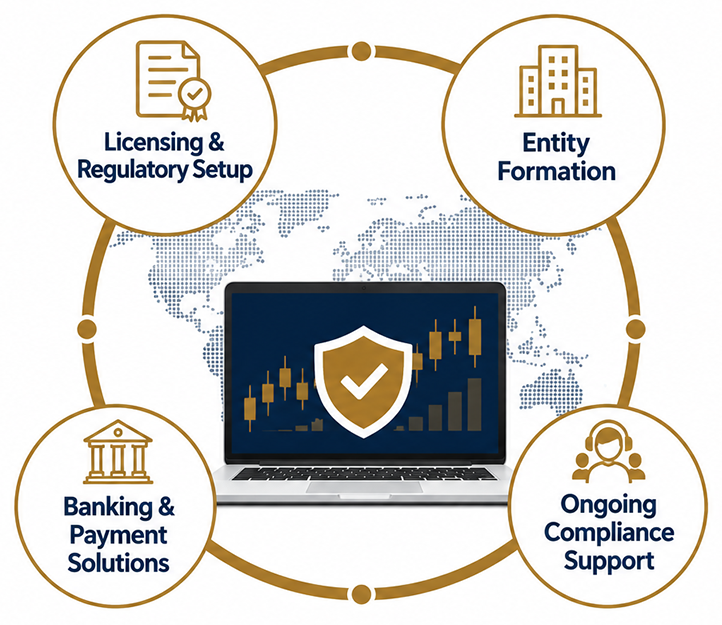 Licensing &
Regulatory Setup
Entity
Formation
Banking &
Payment
Solutions
Ongoing
Compliance
Support